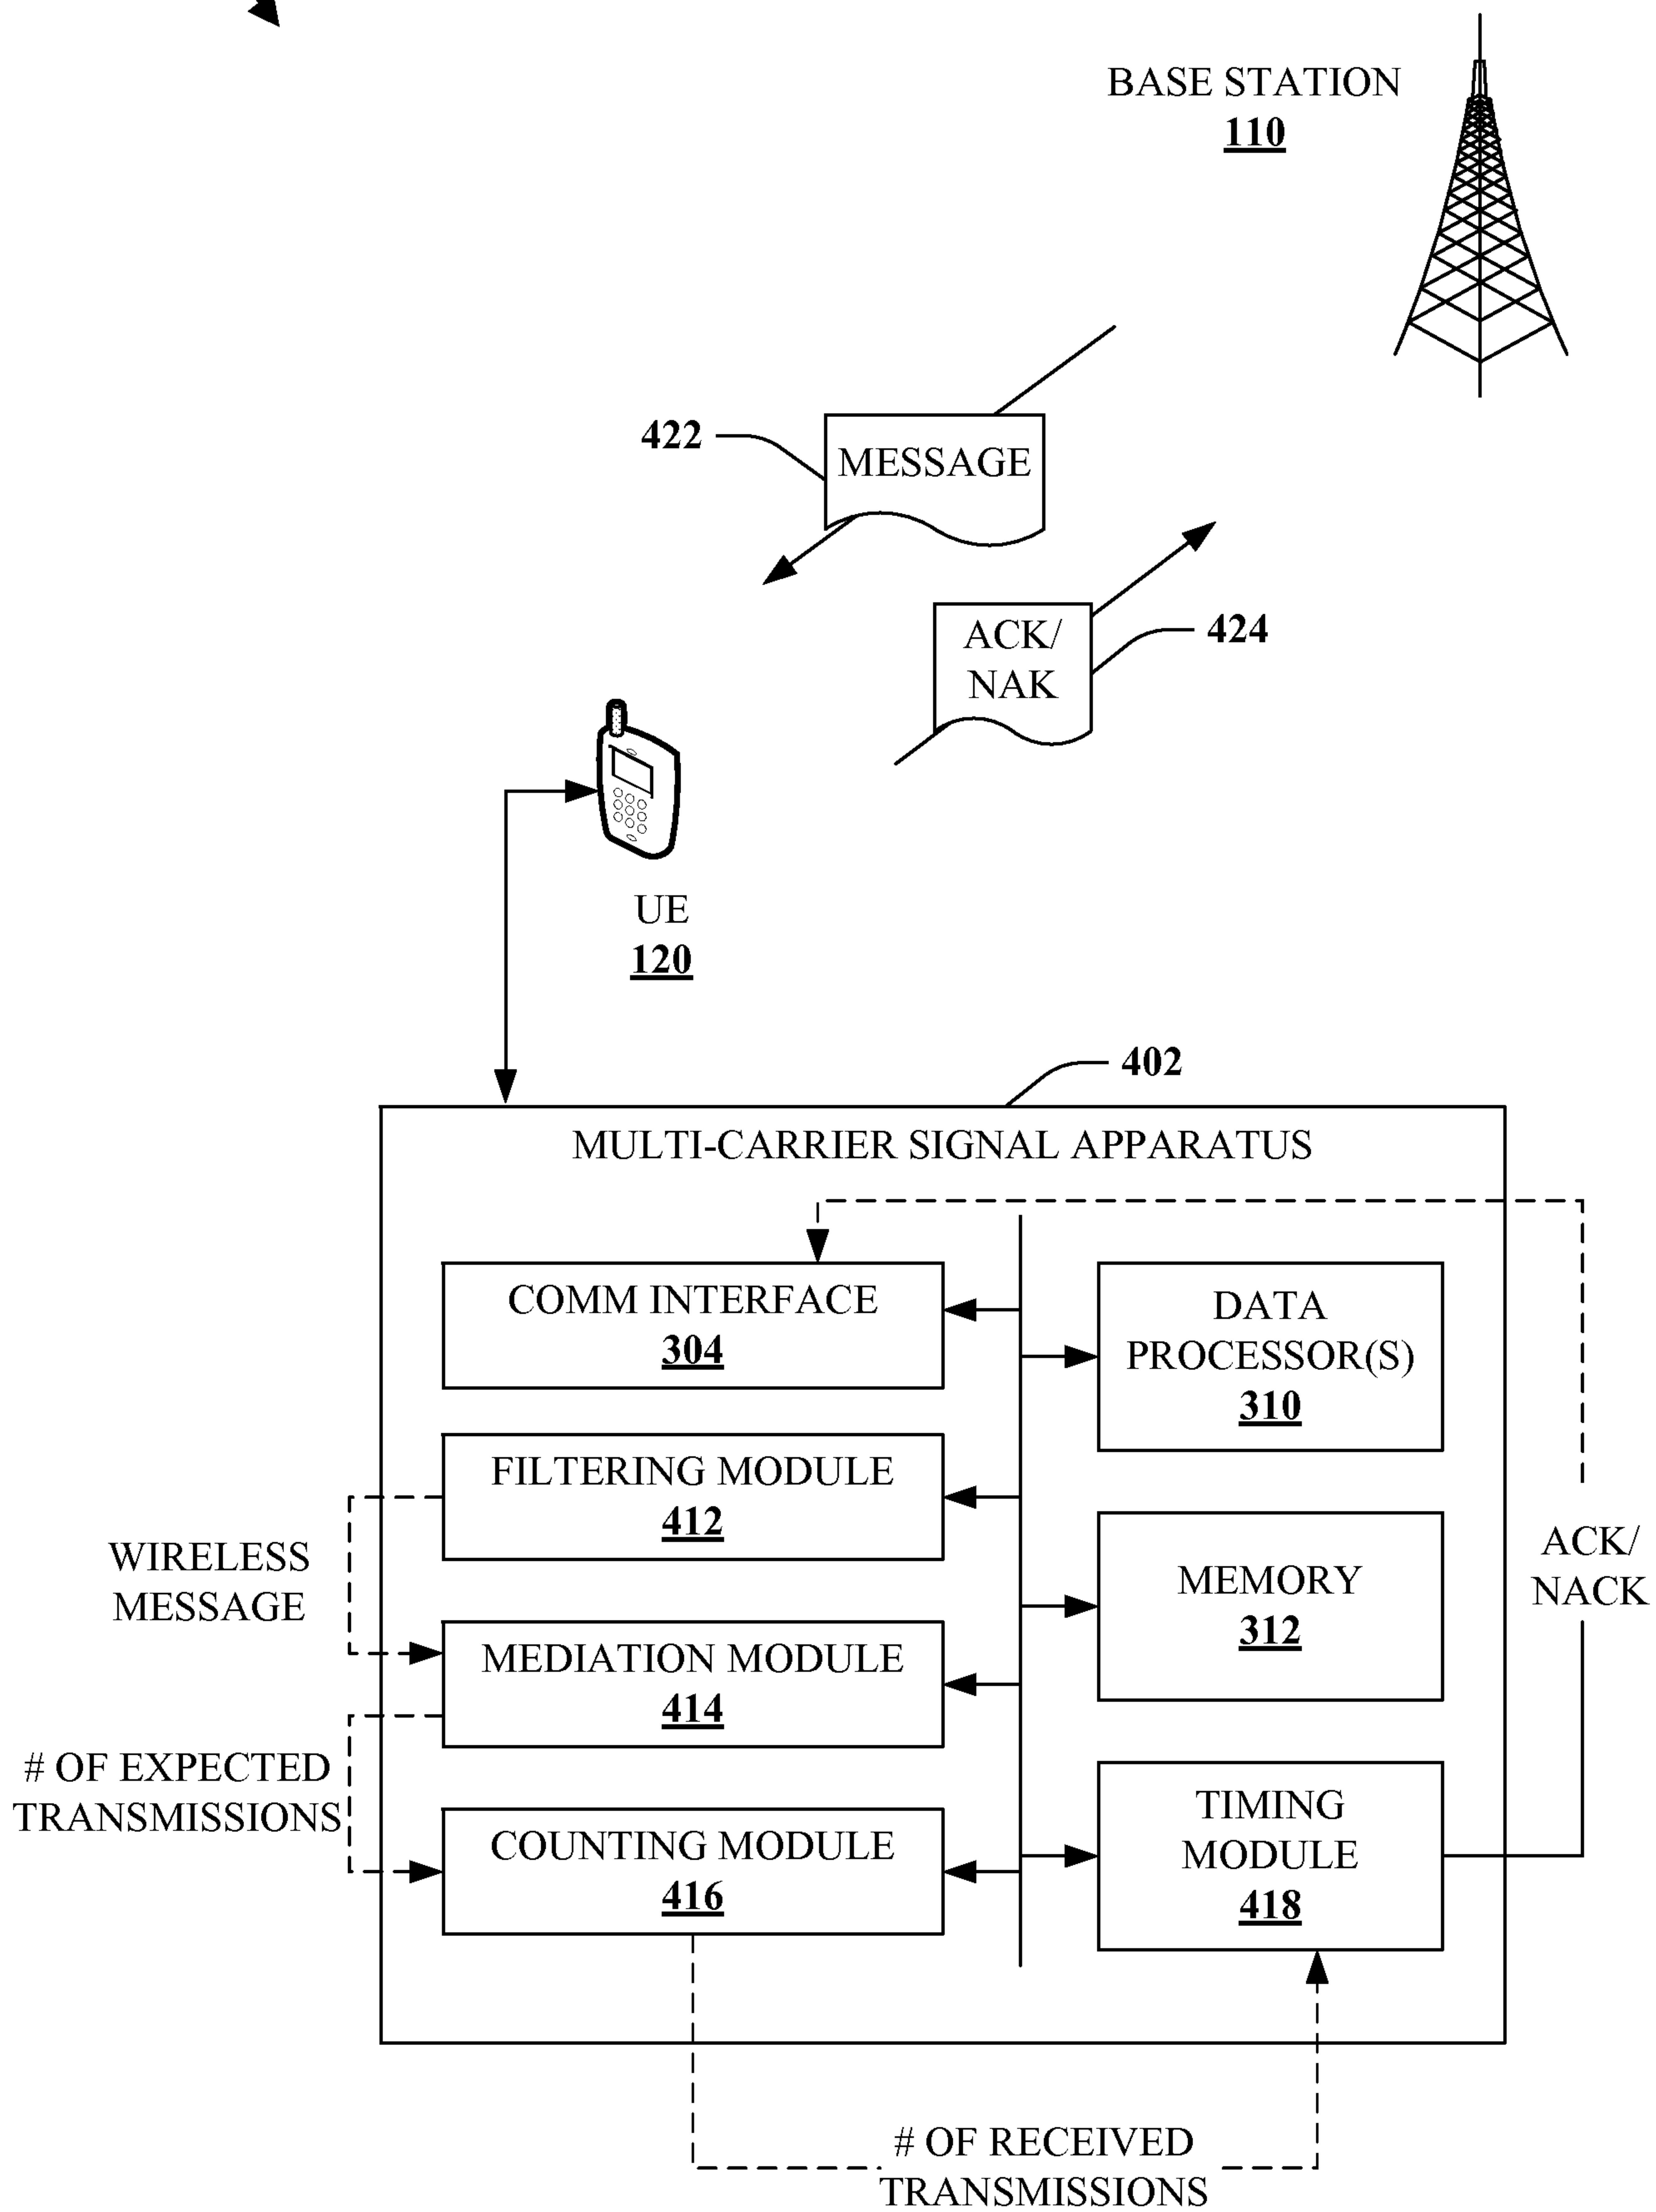 BASE STATION
110
422
MESSAGE
ACK/
NAK
424
UE
120
402
MULTI-CARRIER SIGNAL APPARATUS
COMM INTERFACE
304
DATA
PROCESSOR(S)
310
FILTERING MODULE
412
WIRELESS
MESSAGE
MEMORY
312
ACK/
NACK
MEDIATION MODULE
414
# OF EXPECTED
TRANSMISSIONS
TIMING
MODULE
418
COUNTING MODULE
416
# OF RECEIVED
TRANSMISSIONS